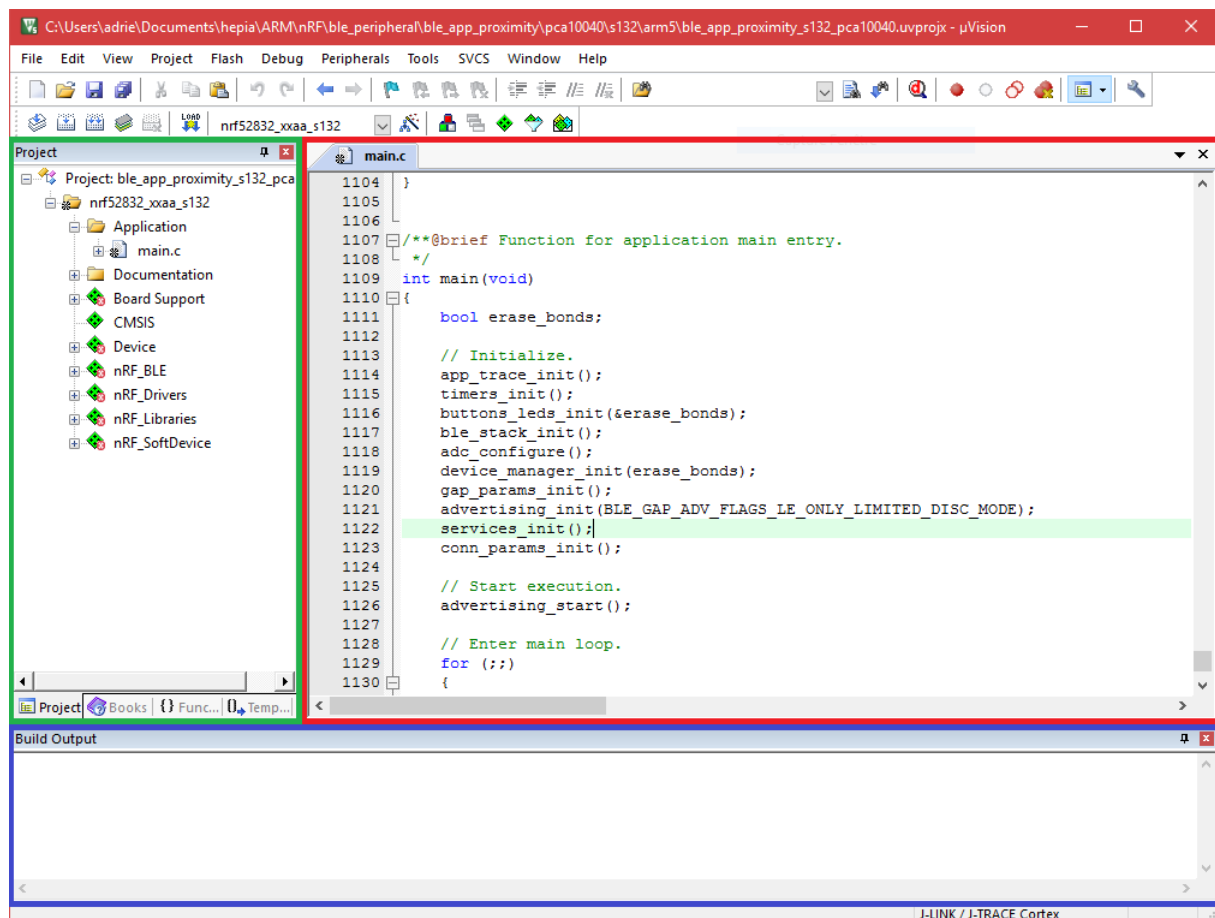 C:\Users\adrie\Documents\hepia\ARM\nRF\ble_peripheral\ble_app_proximity\pca10040\s132\arm5\ble_app_proximity_s132_pca10040.uvprojx - µVision
File Edit View Project Flash Debug Peripherals Tools SVCS Window Help
LOAD nrf52832_xxaa_s132
Project
Project: ble_app_proximity_s132_pca
nrf52832_xxaa_s132
Application
main.c
Documentation
Board Support
CMSIS
Device
nRF_BLE
nRF_Drivers
nRF_Libraries
nRF_SoftDevice
Project Books {} Func... Temp...
main.c
1104 }
1105
1106
1107 /**@brief Function for application main entry.
1108 */
1109 int main(void)
1110 {
1111 bool erase_bonds;
1112
1113 // Initialize.
1114 app_trace_init();
1115 timers_init();
1116 buttons_leds_init(&erase_bonds);
1117 ble_stack_init();
1118 adc_configure();
1119 device_manager_init(erase_bonds);
1120 gap_params_init();
1121 advertising_init(BLE_GAP_ADV_FLAGS_LE_ONLY_LIMITED_DISC_MODE);
1122 services_init();
1123 conn_params_init();
1124
1125 // Start execution.
1126 advertising_start();
1127
1128 // Enter main loop.
1129 for (;;)
1130 {
Build Output
J-LINK / J-TRACE Cortex